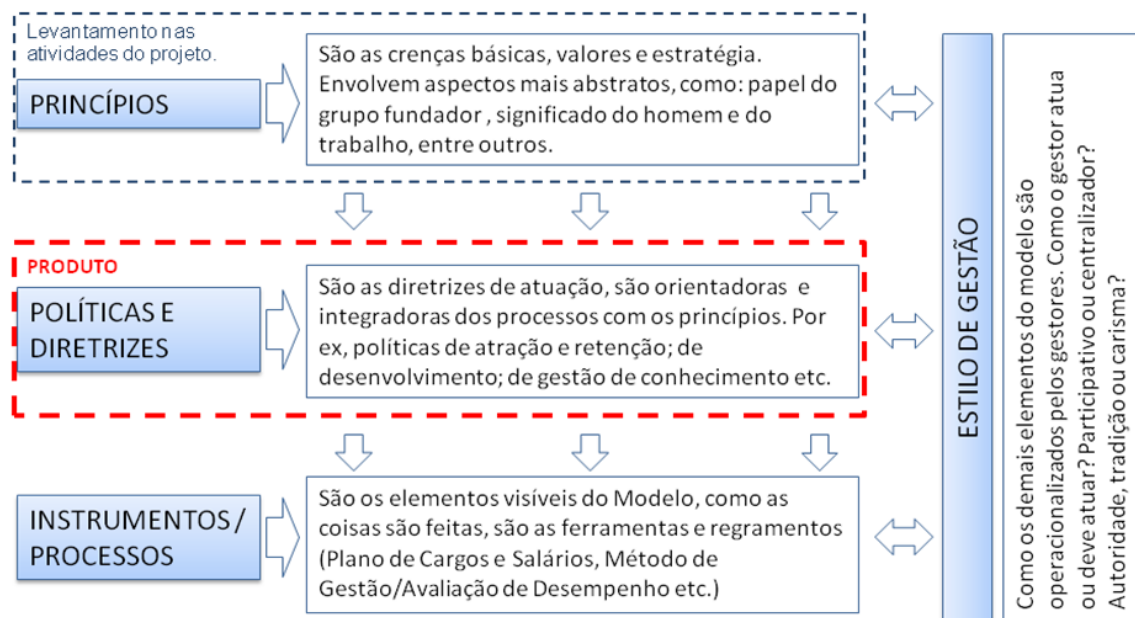 Levantamento nas
atividades do projeto.
PRINCÍPIOS
São as crenças básicas, valores e estratégia.
Envolvem aspectos mais abstratos, como: papel do
grupo fundador , significado do homem e do
trabalho, entre outros.
PRODUTO
POLÍTICAS E
DIRETRIZES
São as diretrizes de atuação, são orientadoras e
integradoras dos processos com os princípios. Por
ex, políticas de atração e retenção; de
desenvolvimento; de gestão de conhecimento etc.
INSTRUMENTOS /
PROCESSOS
São os elementos visíveis do Modelo, como as
coisas são feitas, são as ferramentas e regramentos
(Plano de Cargos e Salários, Método de
Gestão/Avaliação de Desempenho etc.)
ESTILO DE GESTÃO
Como os demais elementos do modelo são
operacionalizados pelos gestores. Como o gestor atua
ou deve atuar? Participativo ou centralizador?
Autoridade, tradição ou carisma?